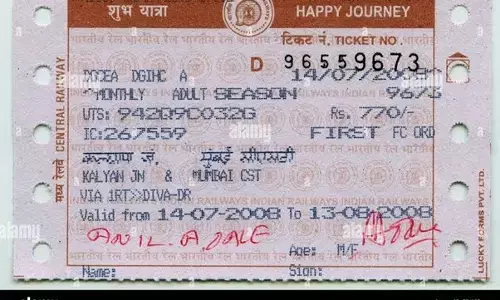 शुभ यात्रा HAPPY JOURNEY
टिकट नं. TICKET NO.
D 96559673
DGIHC A 14/07/2008 9673
MONTHLY ADULT SEASON
UTS: 942Q9C032G Rs. 770/-
IC:267559 FIRST FC ORD
कल्याण जं. मुंबई सीएसटी
KALYAN JN & MUMBAI CST
VIA 1RT>>DIVA-DR
Valid from 14-07-2008 To 13-08-2008
ANIL A. DALE
Age: M/F
Name: Sign:
मध्य रेलवे CENTRAL RAILWAY
LUCKY FORMS PVT. LTD.
alamy